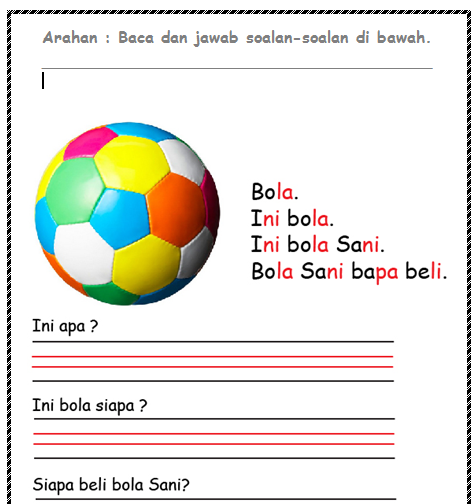 Arahan : Baca dan jawab soalan-soalan di bawah.
Bola.
Ini bola.
Ini bola Sani.
Bola Sani bapa beli.
Ini apa ?
Ini bola siapa ?
Siapa beli bola Sani?